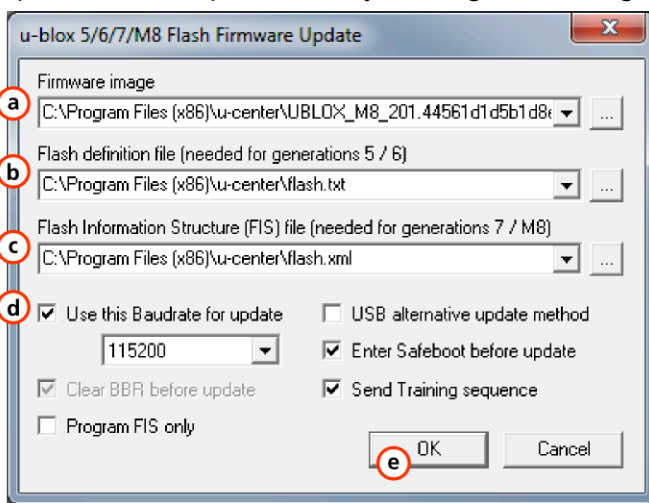 u-blox 5/6/7/M8 Flash Firmware Update
x
Firmware image
a
C:\Program Files (x86)\u-center\UBLOX_M8_201.44561d1d5b1d8
...
Flash definition file (needed for generations 5 / 6)
b
C:\Program Files (x86)\u-center\flash.txt
...
Flash Information Structure (FIS) file (needed for generations 7 / M8)
c
C:\Program Files (x86)\u-center\flash.xml
...
d
Use this Baudrate for update
USB alternative update method
115200
Enter Safeboot before update
Clear BBR before update
Send Training sequence
Program FIS only
OK
Cancel
e